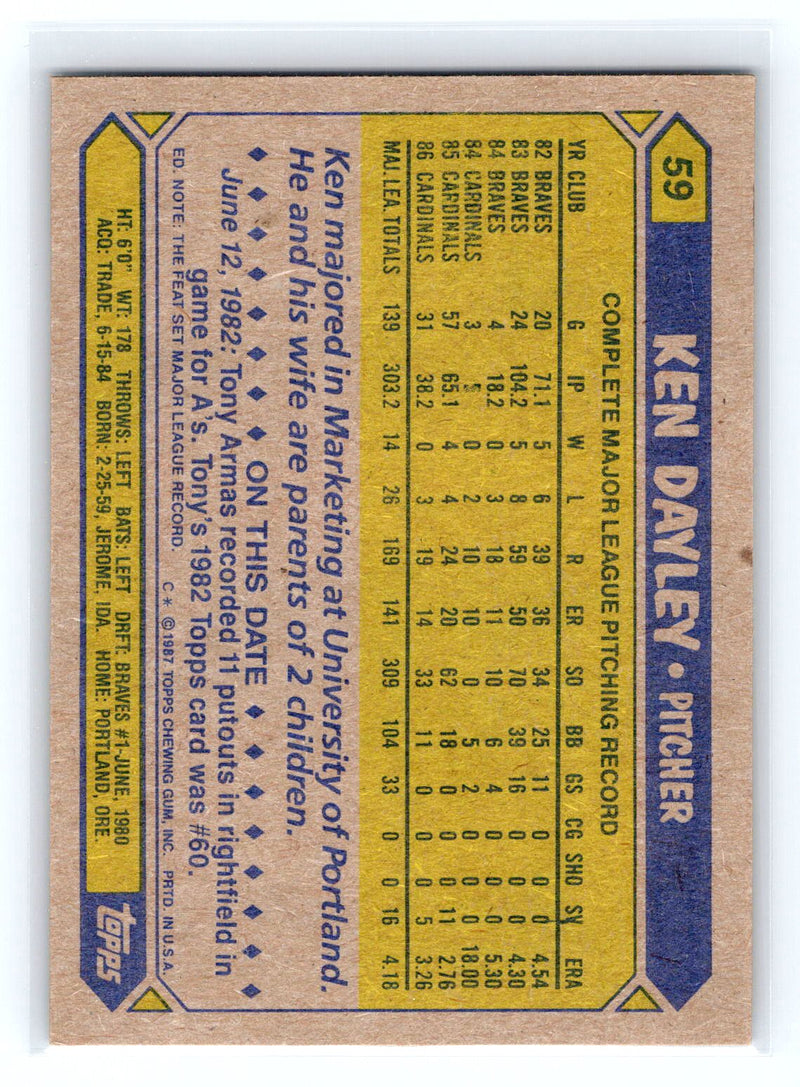 59 KEN DAYLEY • PITCHER
COMPLETE MAJOR LEAGUE PITCHING RECORD
YR CLUB G IP W L R ER SO BB GS CG SHO SV ERA
82 BRAVES 20 71.1 5 6 39 36 34 25 11 0 0 0 4.54
83 BRAVES 24 104.2 5 8 59 50 70 39 16 0 0 0 4.30
84 BRAVES 4 18.2 0 3 18 11 10 6 4 0 0 0 5.30
84 CARDINALS 3 5 0 2 10 10 0 5 2 0 0 0 18.00
85 CARDINALS 57 65.1 4 4 24 20 62 18 0 0 0 11 2.76
86 CARDINALS 31 38.2 0 3 19 14 33 11 0 0 0 5 3.26
MAJ. LEA. TOTALS 139 303.2 14 26 169 141 309 104 33 0 0 16 4.18
Ken majored in Marketing at University of Portland.
He and his wife are parents of 2 children.
◆ ◆ ◆ ◆ ◆ ◆ ◆ ◆ ON THIS DATE ◆ ◆ ◆ ◆ ◆ ◆ ◆ ◆
June 12, 1982: Tony Armas recorded 11 putouts in rightfield in
game for A's. Tony's 1982 Topps card was #60.
ED. NOTE: THE FEAT SET MAJOR LEAGUE RECORD. C * © 1987 TOPPS CHEWING GUM, INC. PRTD. IN U.S.A.
HT: 6'0" WT: 178 THROWS: LEFT BATS: LEFT DRFT: BRAVES #1-JUNE, 1980
ACQ: TRADE, 6-15-84 BORN: 2-25-59, JEROME, IDA. HOME: PORTLAND, ORE.
topps